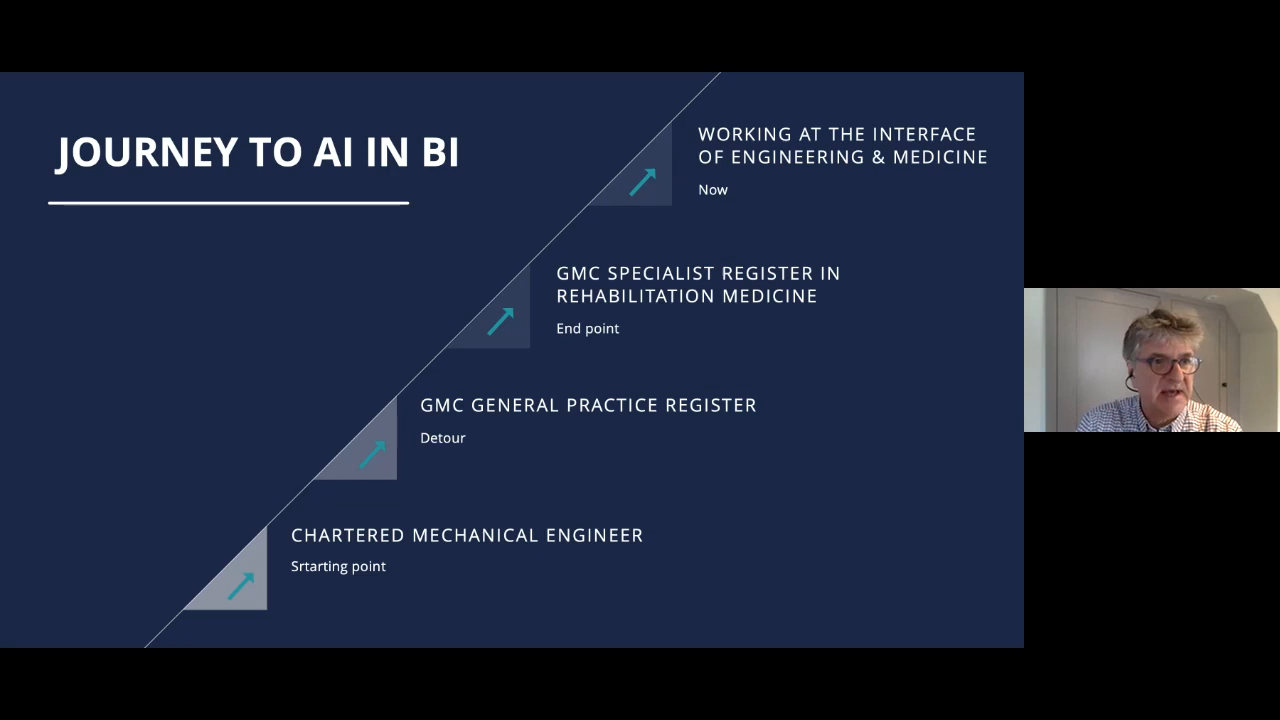 JOURNEY TO AI IN BI
WORKING AT THE INTERFACE
OF ENGINEERING & MEDICINE
Now
GMC SPECIALIST REGISTER IN
REHABILITATION MEDICINE
End point
GMC GENERAL PRACTICE REGISTER
Detour
CHARTERED MECHANICAL ENGINEER
Srtarting point